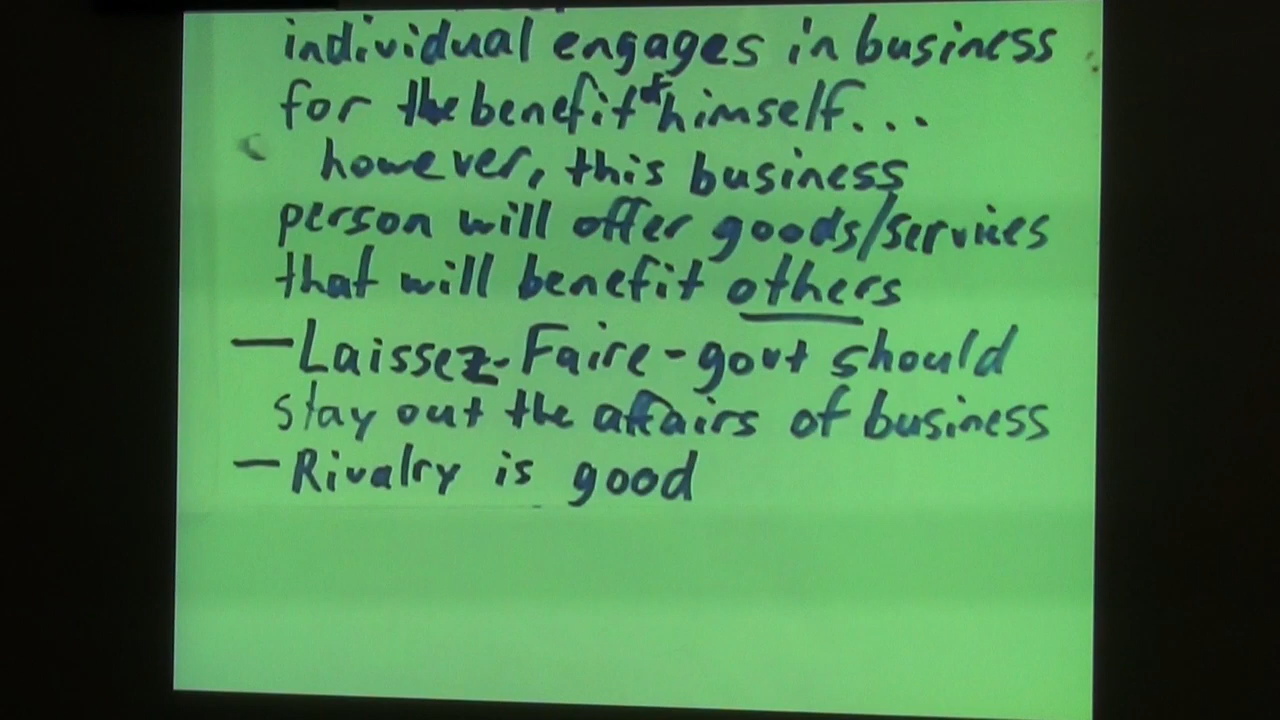 individual engages in business
for the benefit of himself...
however, this business
person will offer goods/services
that will benefit others
—Laissez-Faire-govt should
stay out the affairs of business
—Rivalry is good